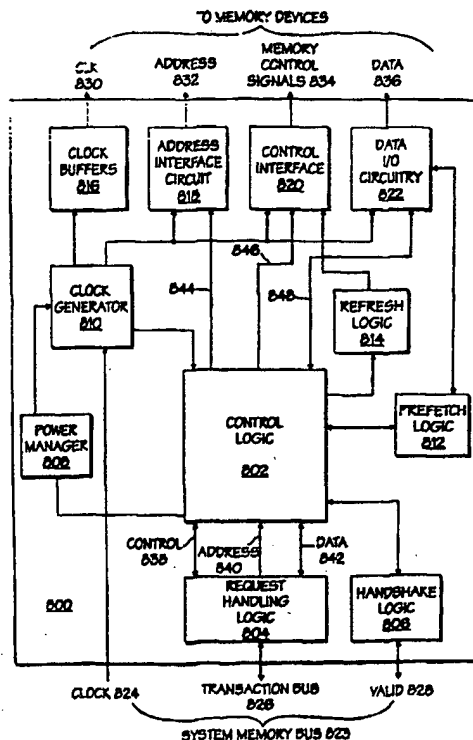 TO MEMORY DEVICES
CLK
830
ADDRESS
832
MEMORY
CONTROL
SIGNALS 834
DATA
836
CLOCK
BUFFERS
816
ADDRESS
INTERFACE
CIRCUIT
818
CONTROL
INTERFACE
820
DATA
I/O
CIRCUITRY
822
846
844
848
CLOCK
GENERATOR
810
REFRESH
LOGIC
814
POWER
MANAGER
808
CONTROL
LOGIC
802
PREFETCH
LOGIC
812
CONTROL
838
ADDRESS
840
DATA
842
800
REQUEST
HANDLING
LOGIC
804
HANDSHAKE
LOGIC
806
CLOCK 824
TRANSACTION BUS
826
VALID 828
SYSTEM MEMORY BUS 823